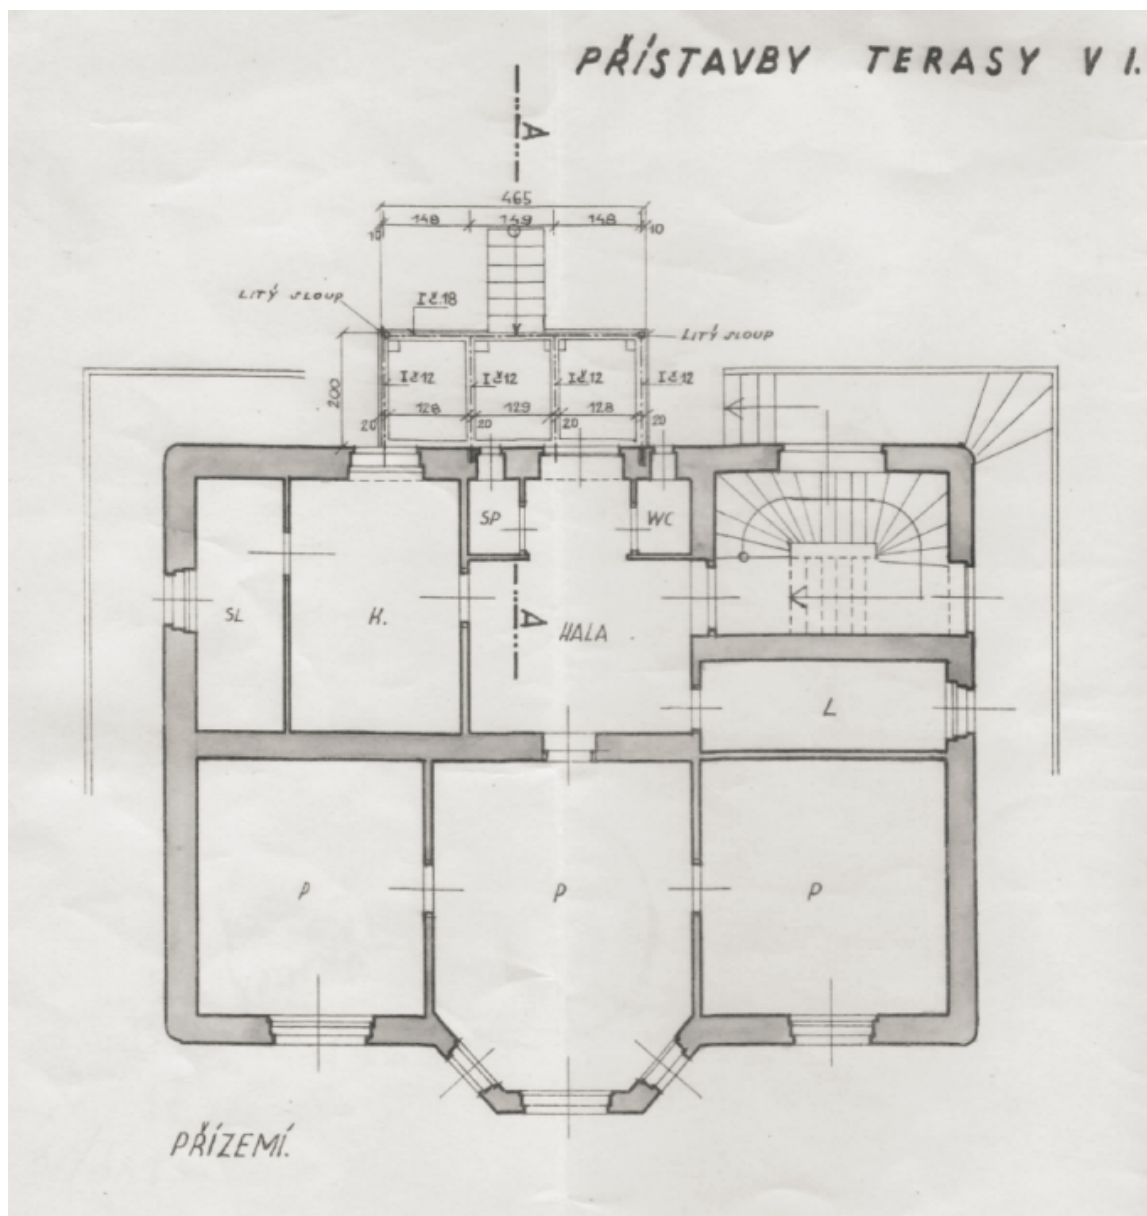 PŘÍSTAVBY TERASY V I.
A
465
148 149 148
10 10
LITÝ SLOUP
I č.18
LITÝ SLOUP
200
I č.12 I č.12 I č.12 I č.12
128 129 128
20 20 20 20
SP WC
SL K. A HALA
L
P P P
PŘÍZEMÍ.